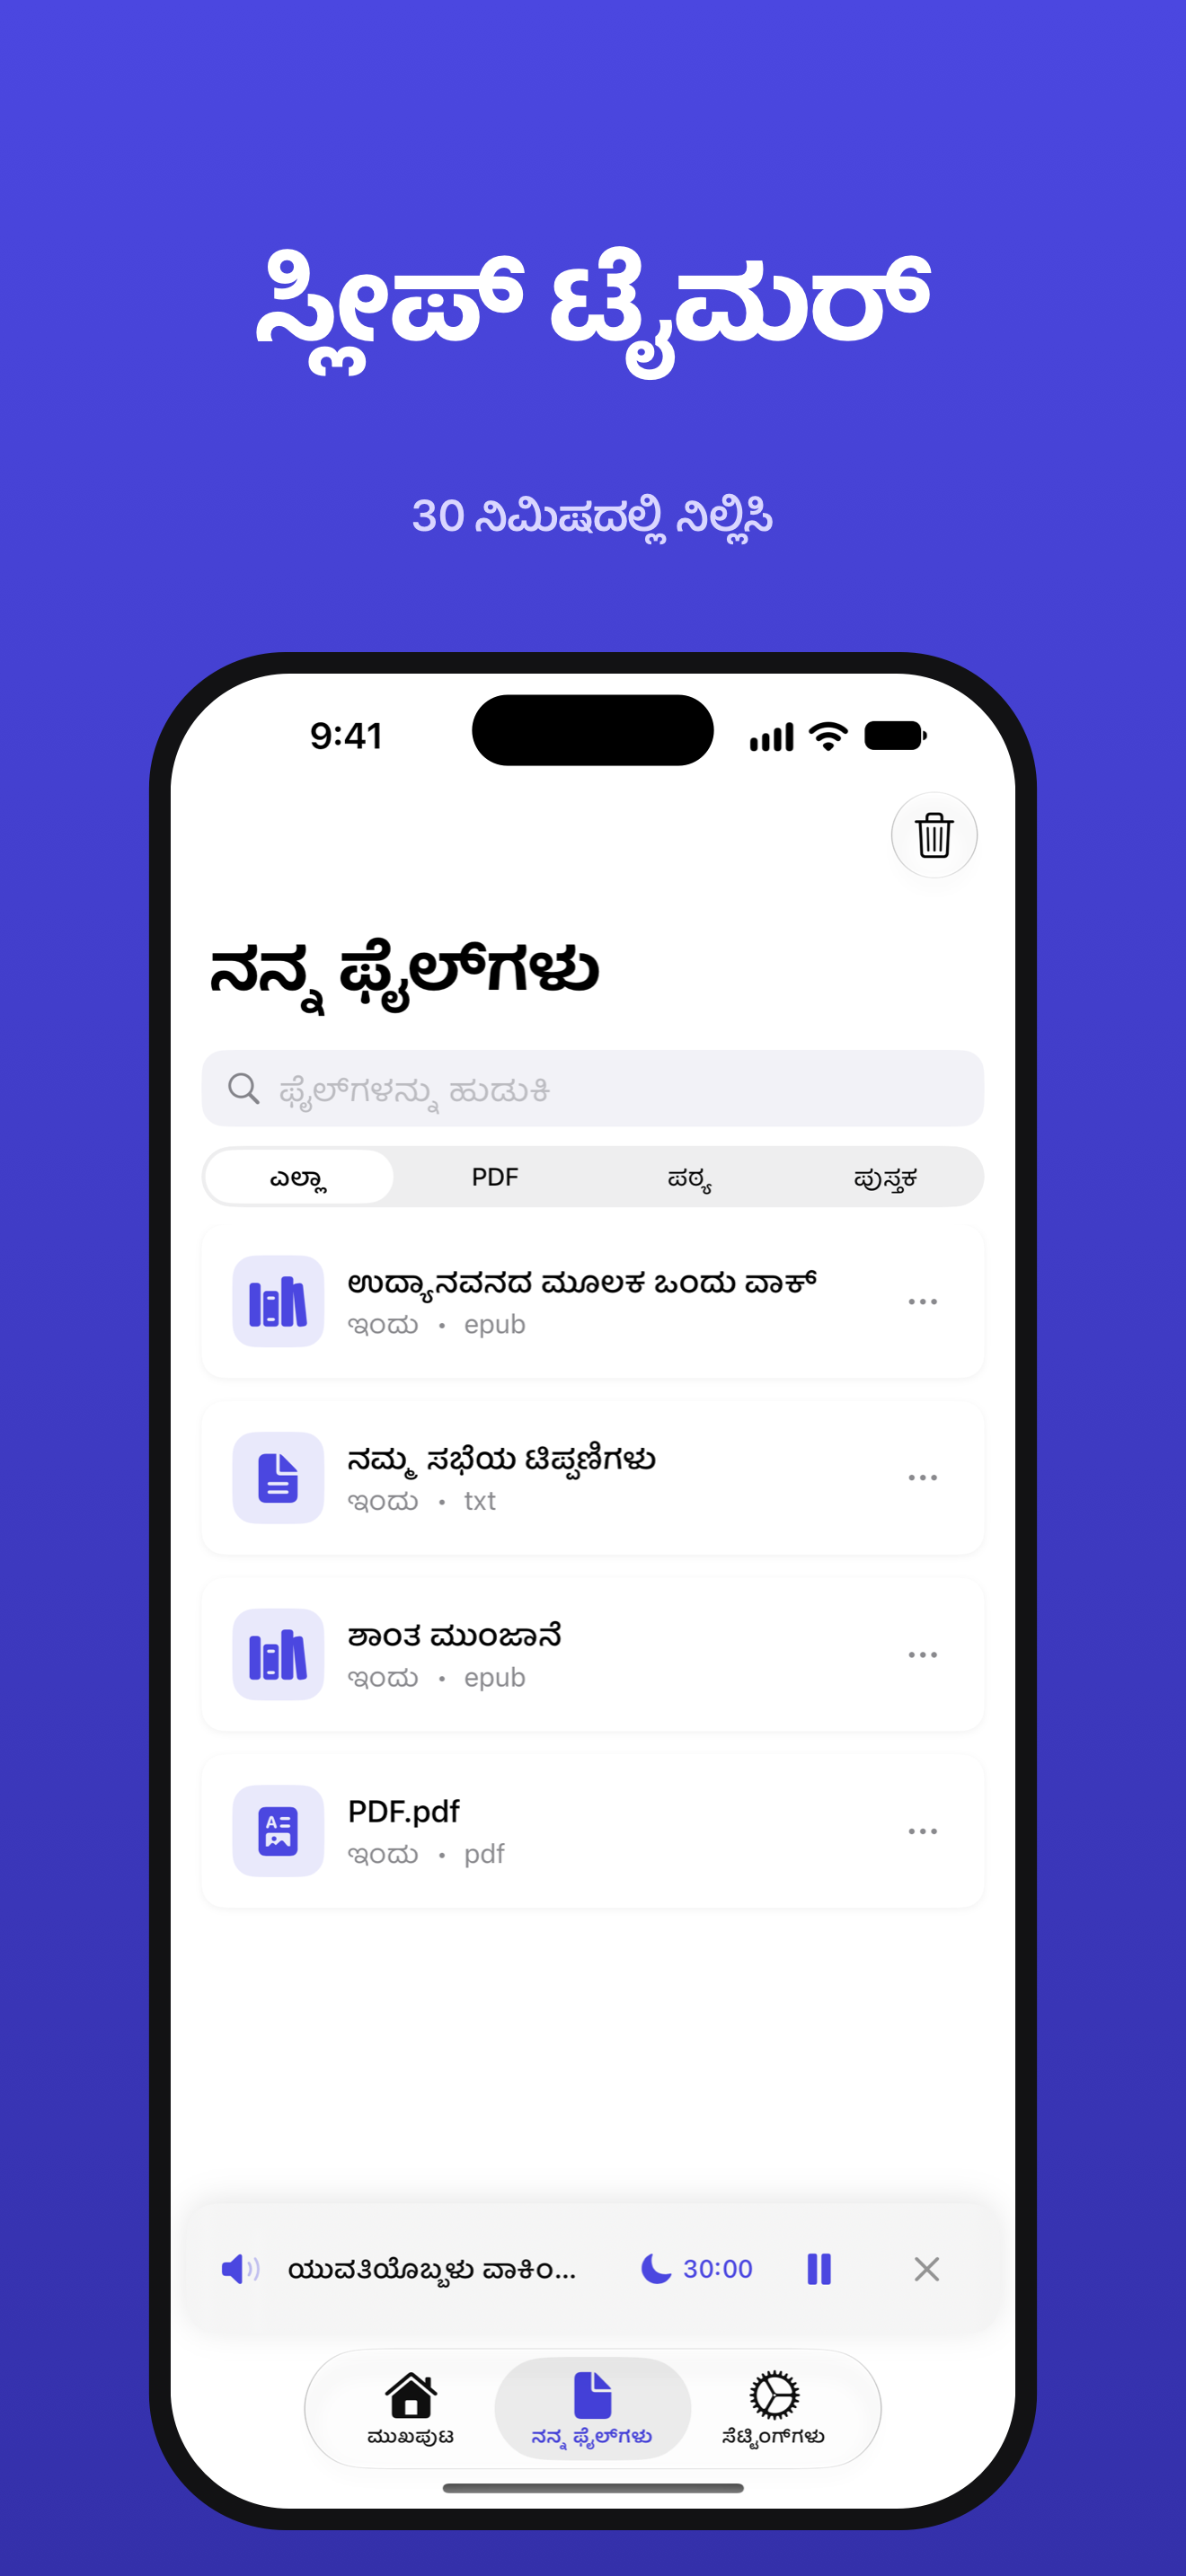 ಸ್ಲೀಪ್ ಟೈಮರ್
30 ನಿಮಿಷದಲ್ಲಿ ನಿಲ್ಲಿಸಿ
9:41
ನನ್ನ ಫೈಲ್‌ಗಳು
ಫೈಲ್‌ಗಳನ್ನು ಹುಡುಕಿ
ಎಲ್ಲಾ PDF ಪಠ್ಯ ಪುಸ್ತಕ
ಉದ್ಯಾನವನದ ಮೂಲಕ ಒಂದು ವಾಕ್
ಇಂದು • epub
ನಮ್ಮ ಸಭೆಯ ಟಿಪ್ಪಣಿಗಳು
ಇಂದು • txt
ಶಾಂತ ಮುಂಜಾನೆ
ಇಂದು • epub
PDF.pdf
ಇಂದು • pdf
ಯುವತಿಯೊಬ್ಬಳು ವಾಕಿಂ... 30:00
ಮುಖಪುಟ ನನ್ನ ಫೈಲ್‌ಗಳು ಸೆಟ್ಟಿಂಗ್‌ಗಳು